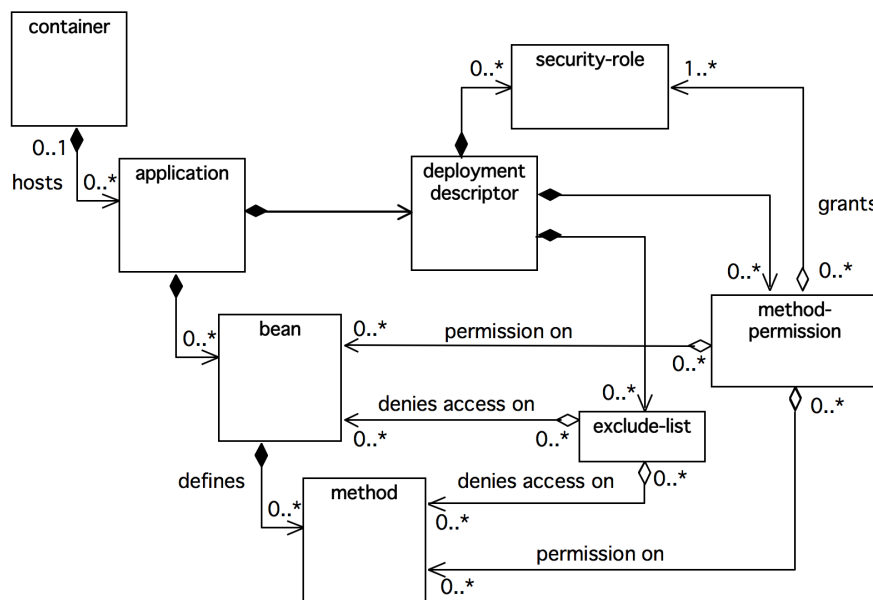 container
0..*
security-role
1..*
0..1
hosts
0..*
application
deployment
descriptor
grants
0..*
0..*
method-
permission
0..*
bean
0..*
permission on
0..*
0..*
0..*
denies access on
0..*
0..*
exclude-list
defines
0..*
method
denies access on
0..*
0..*
permission on
0..*